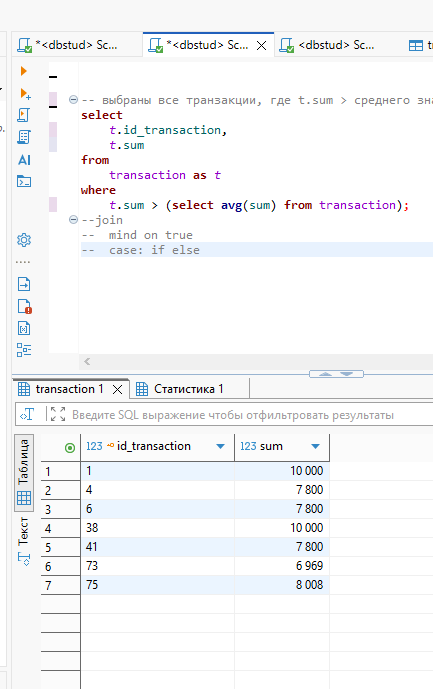 *<dbstud> Sc...
*<dbstud> Sc...
<dbstud> Sc...
-- выбраны все транзакции, где t.sum > среднего
select
t.id_transaction,
t.sum
from
transaction as t
where
t.sum > (select avg(sum) from transaction);
--join
-- mind on true
-- case: if else
AI
transaction 1
Статистика 1
Введите SQL выражение чтобы отфильтровать результаты
Таблица
Текст
123 id_transaction 123 sum
1 1 10 000
2 4 7 800
3 6 7 800
4 38 10 000
5 41 7 800
6 73 6 969
7 75 8 008